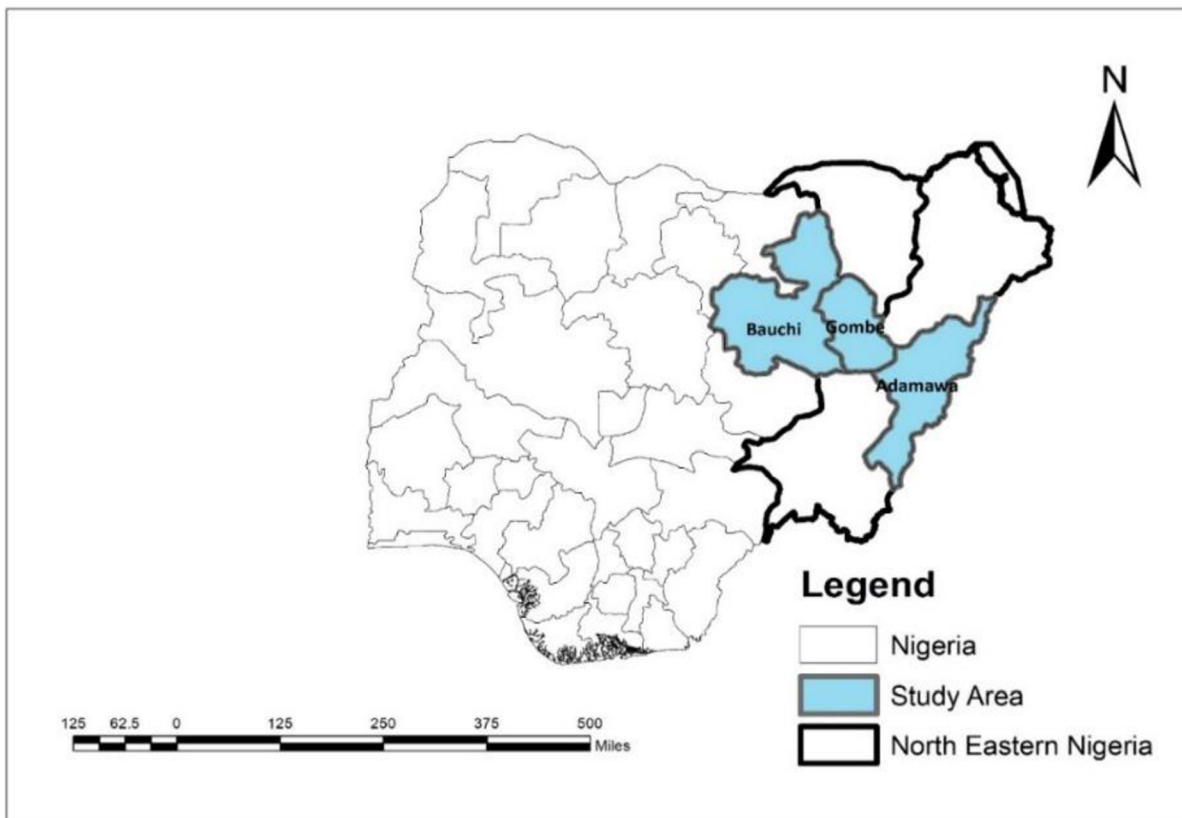 N
Bauchi
Gombe
Adamawa
Legend
Nigeria
Study Area
North Eastern Nigeria
125 62.5 0 125 250 375 500
Miles